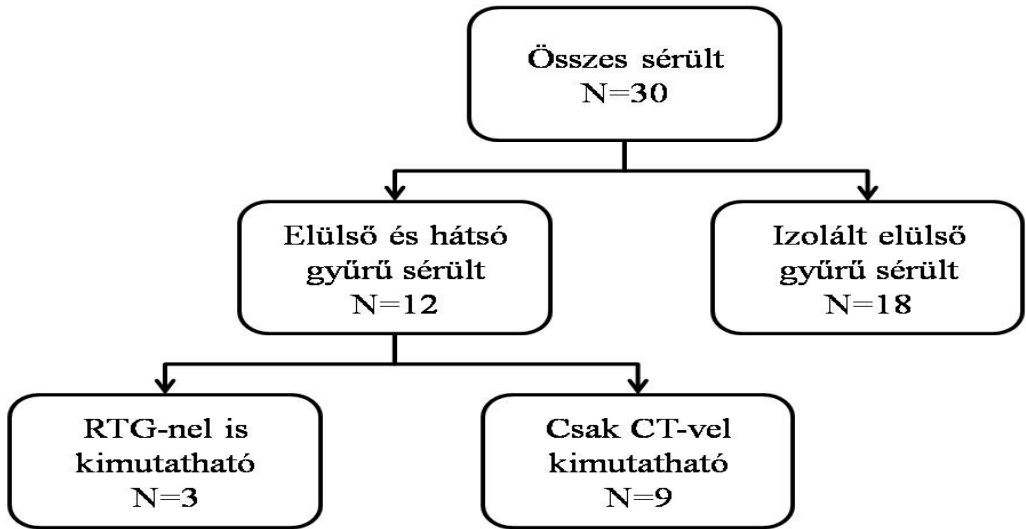 Összes sérült
N=30
Elülső és hátsó
gyűrű sérült
N=12
Izolált elülső
gyűrű sérült
N=18
RTG-nel is
kimutatható
N=3
Csak CT-vel
kimutatható
N=9